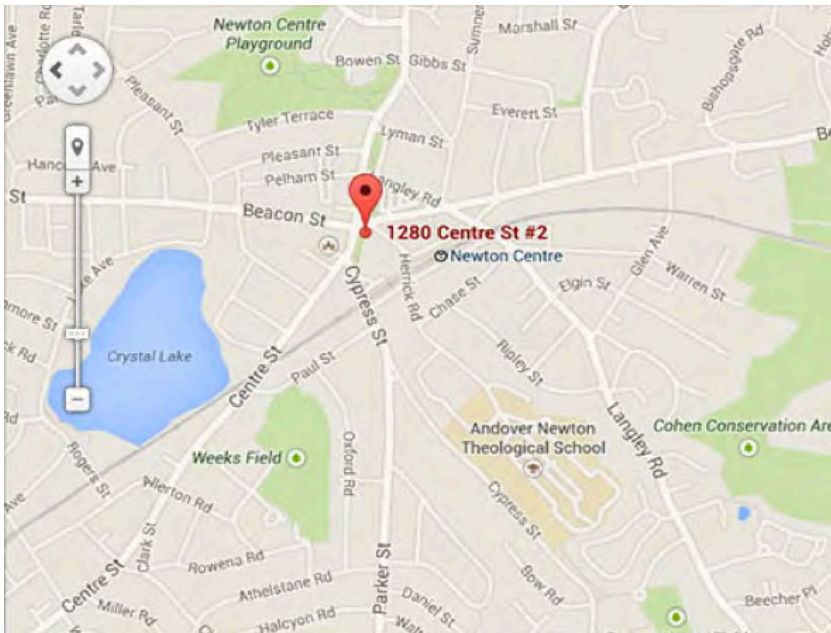 Newton Centre
Playground
Marshall St
Bishopsgate Rd
Greenlawn Ave
Bowen St
Gibbs St
Sumner
Pleasant St
Everett St
Tyler Terrace
Lyman St
Pleasant St
Pelham St
Langley Rd
Ave
St
Beacon St
1280 Centre St #2
Newton Centre
Glen Ave
Warren St
Elgin St
Herrick Rd
Chase St
Cypress St
Crystal Lake
Centre St
Paul St
Ripley St
Langley Rd
Andover Newton
Theological School
Cohen Conservation Are
Weeks Field
Rogers St
Oxford Rd
Cypress St
Allerton Rd
Clark St
Rowena Rd
Centre St
Athelstane Rd
Parker St
Bow Rd
Daniel St
Miller Rd
Halcyon Rd
Beecher Pl